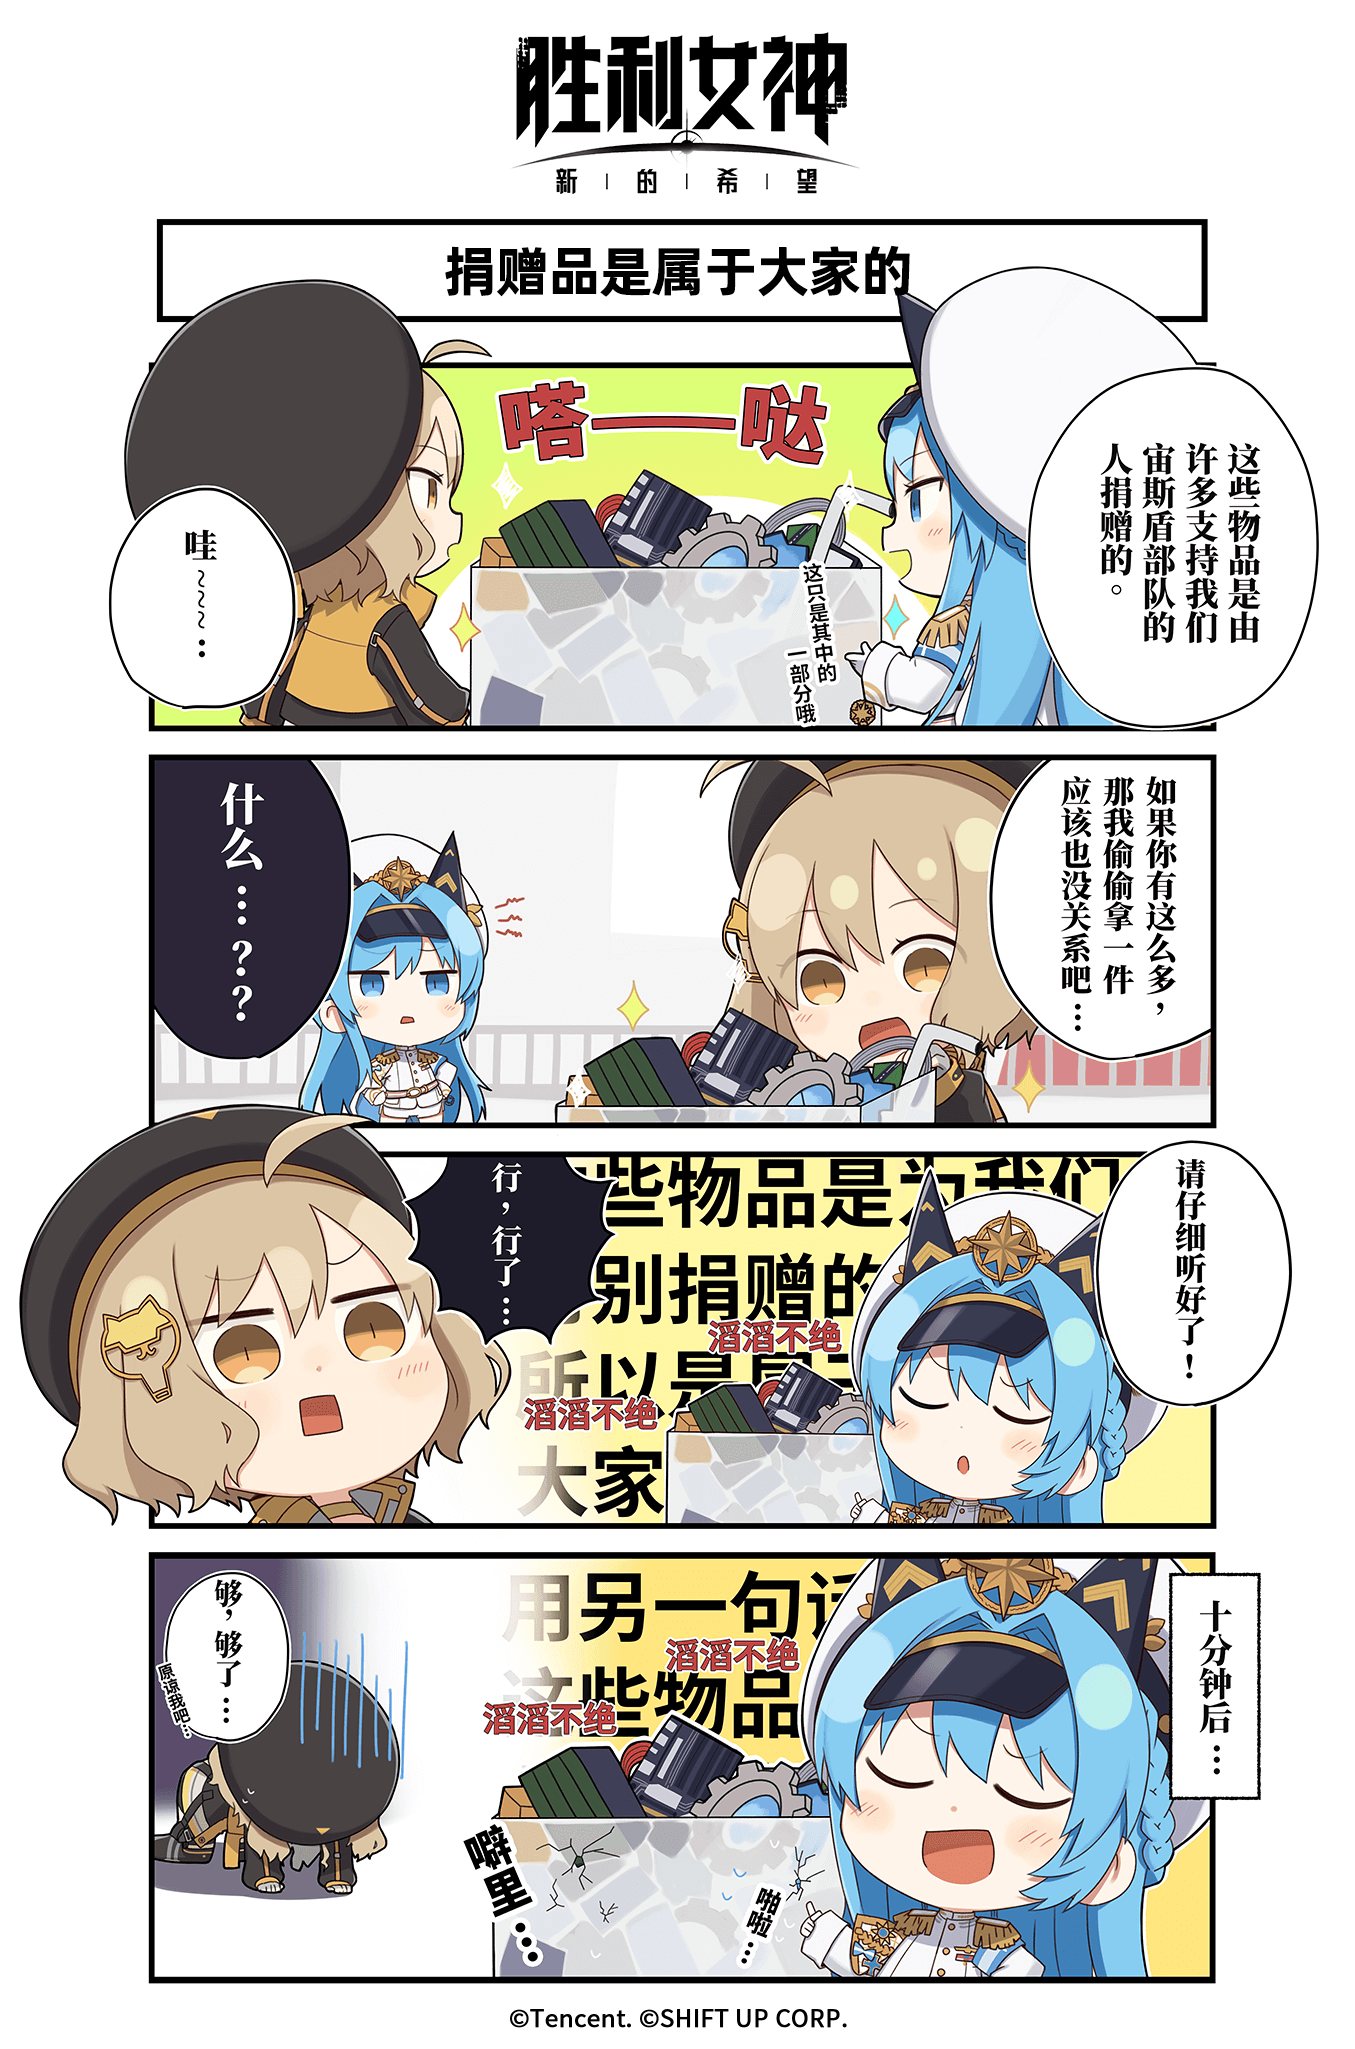 胜利女神
新的希望
捐赠品是属于大家的
这些物品是由
许多支持我们
宙斯盾部队的
人捐赠的。
嗒——哒
这只是其中的
一部分哦
哇~~~…
如果你有这么多，
那我偷偷拿一件
应该也没关系吧…
什么…？？
请仔细听好了！
些物品是为我们
别捐赠的
所以是属于
大家
滔滔不绝
滔滔不绝
行，行了…
十分钟后…
用另一句话
这些物品
滔滔不绝
滔滔不绝
够，够了…
原谅我吧…
噼里…
啪啦…
©Tencent. ©SHIFT UP CORP.